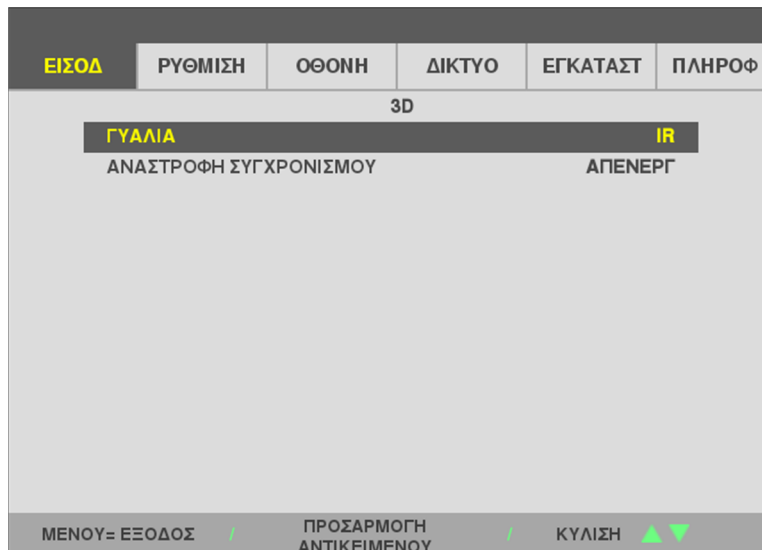 ΕΙΣΟΔ ΡΥΘΜΙΣΗ ΟΘΟΝΗ ΔΙΚΤΥΟ ΕΓΚΑΤΑΣΤ ΠΛΗΡΟΦ
3D
ΓΥΑΛΙΑ IR
ΑΝΑΣΤΡΟΦΗ ΣΥΓΧΡΟΝΙΣΜΟΥ ΑΠΕΝΕΡΓ
ΜΕΝΟΥ= ΕΞΟΔΟΣ / ΠΡΟΣΑΡΜΟΓΗ ΑΝΤΙΚΕΙΜΕΝΟΥ / ΚΥΛΙΣΗ